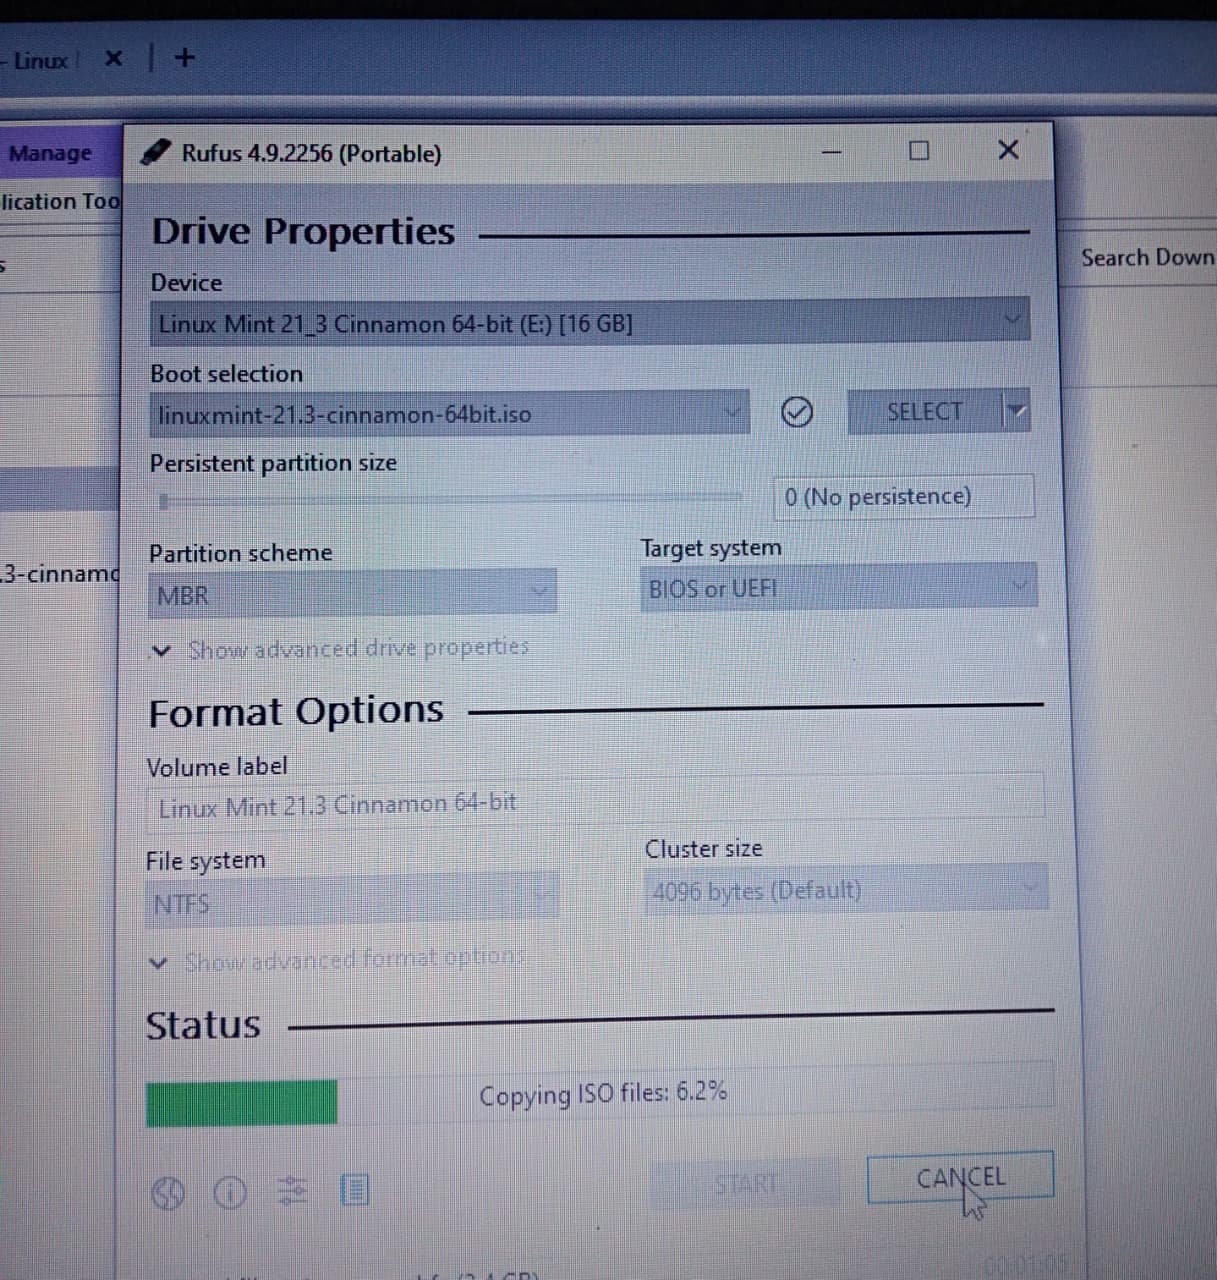 - Linux
Manage
Rufus 4.9.2256 (Portable)
lication Too
Drive Properties
s
Search Down
Device
Linux Mint 21_3 Cinnamon 64-bit (E:) [16 GB]
Boot selection
linuxmint-21.3-cinnamon-64bit.iso
SELECT
Persistent partition size
0 (No persistence)
Partition scheme
Target system
.3-cinnamo
MBR
BIOS or UEFI
Show advanced drive properties
Format Options
Volume label
Linux Mint 21.3 Cinnamon 64-bit
File system
Cluster size
NTFS
4096 bytes (Default)
Show advanced format options
Status
Copying ISO files: 6.2%
START
CANCEL
00:01:05